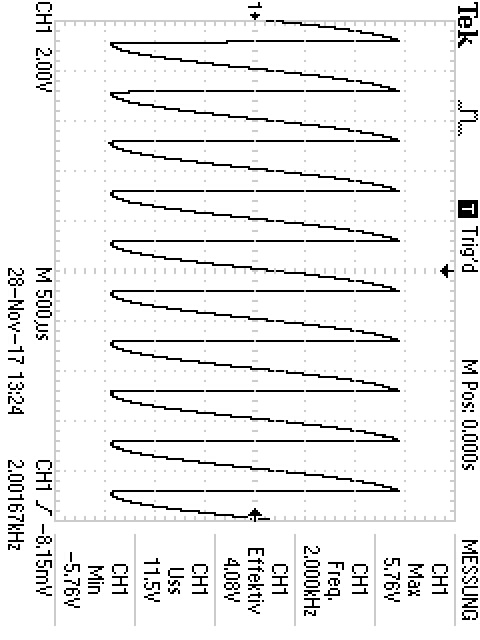 Tek T Trig'd M Pos: 0.000s MESSUNG
CH1
Max
5.76V
CH1
Freq.
2.000kHz
CH1
Effektiv
4.08V
CH1
Uss
11.5V
CH1
Min
−5.76V
1
CH1 2.00V M 500µs CH1 −8.15mV
28−Nov−17 13:24 2.00167kHz